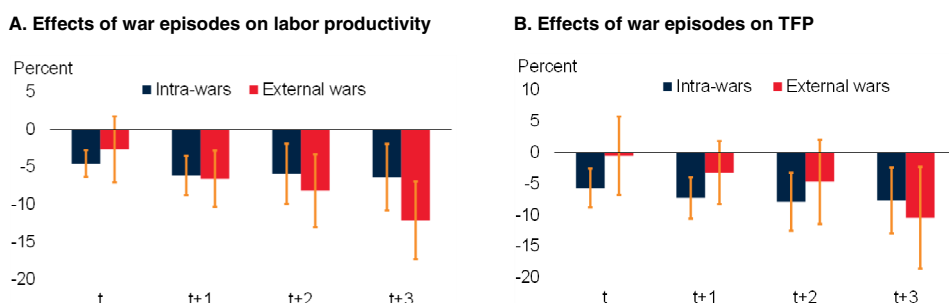 A. Effects of war episodes on labor productivity
Percent
Intra-wars External wars
5
0
-5
-10
-15
-20
t t+1 t+2 t+3
B. Effects of war episodes on TFP
Percent
Intra-wars External wars
10
5
0
-5
-10
-15
-20
t t+1 t+2 t+3